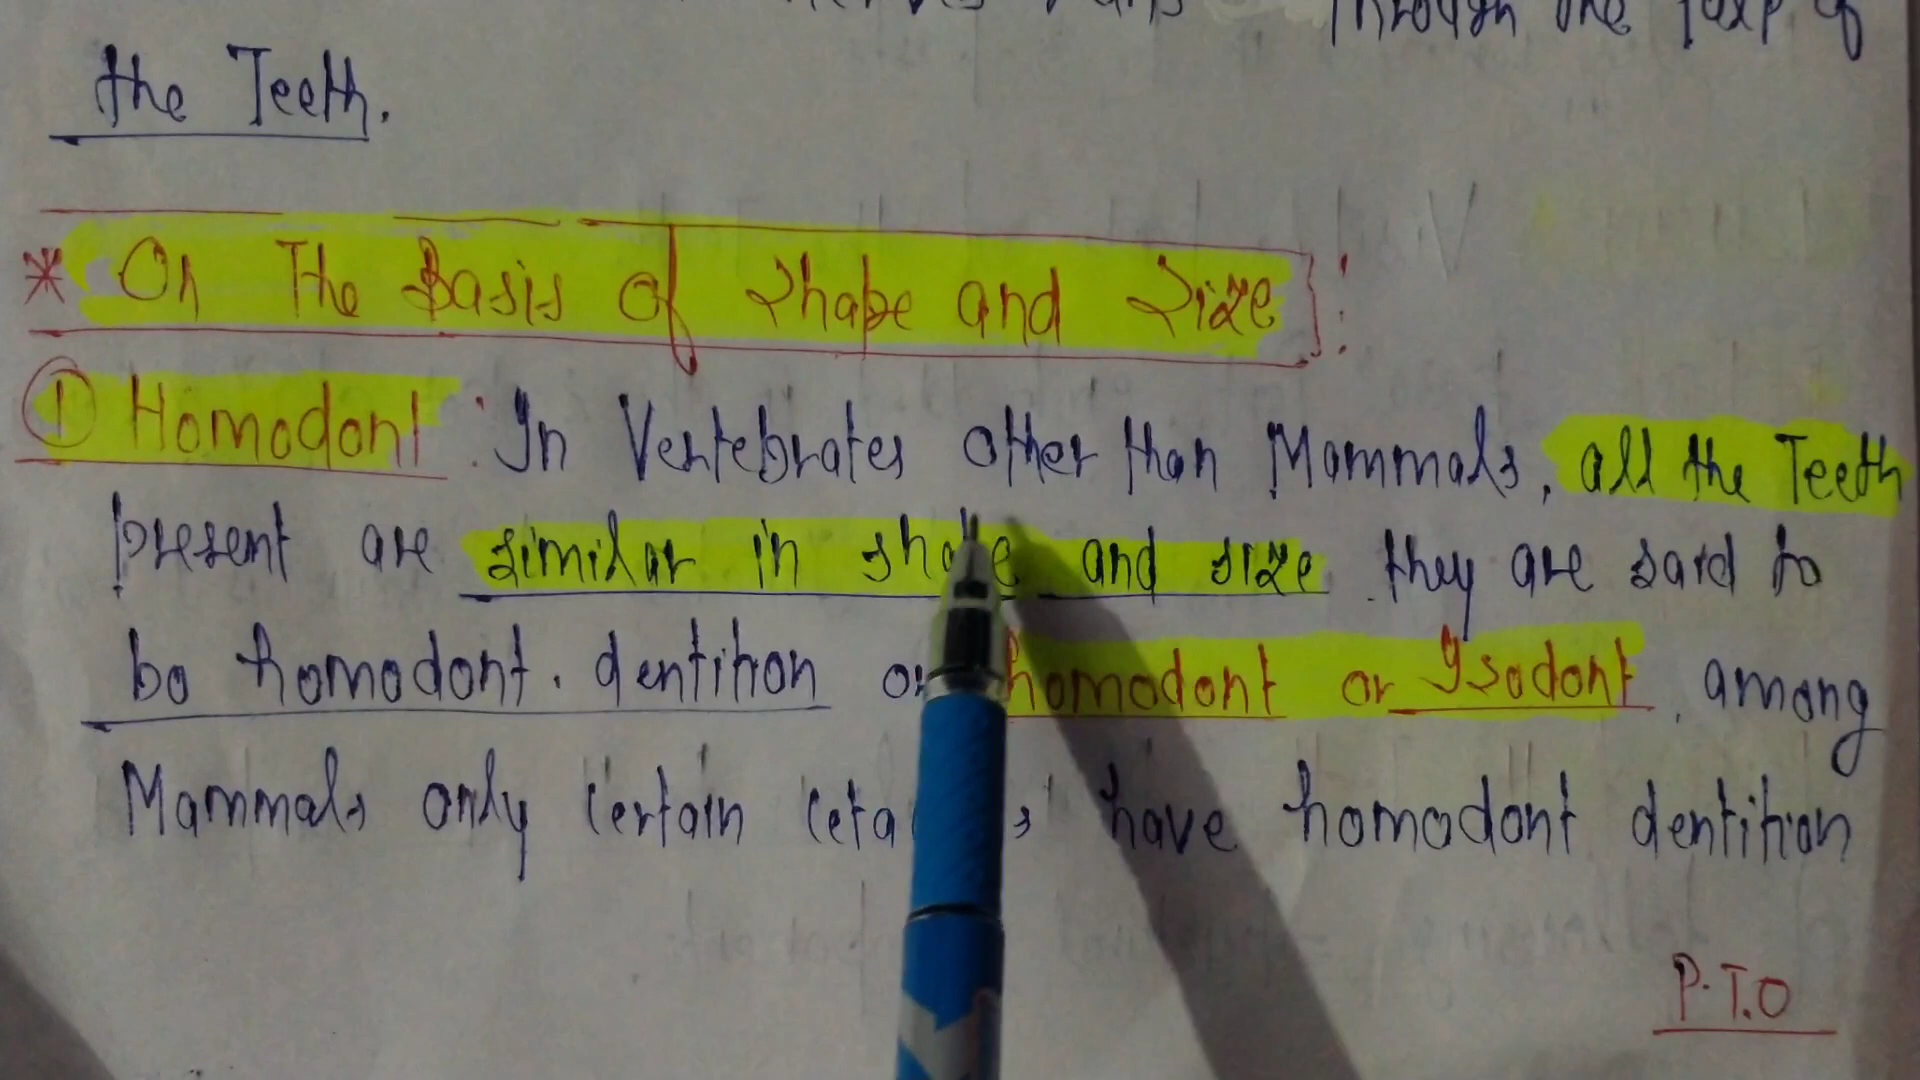 through the
the Teeth.
* On The Basis of Shape and Size :
① Homodont : In Vertebrates other than Mammals, all the Teeth
present are similar in shape and size they are said to
be homodont. dentition or homodont or Isodont, among
Mammals only certain have homodont dentition
P.T.O